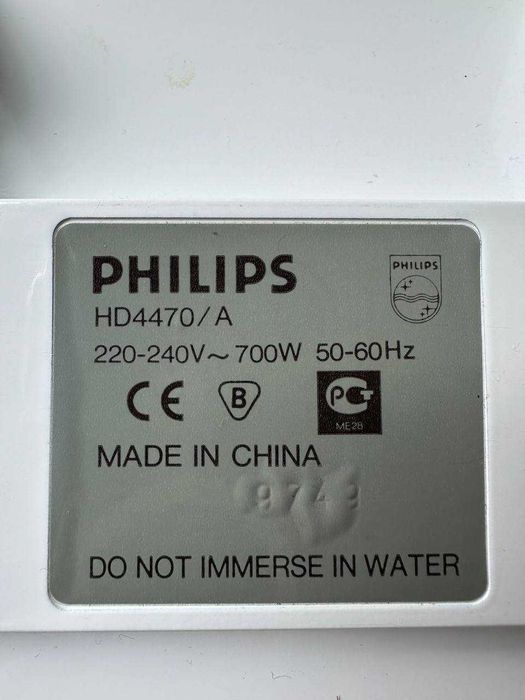 PHILIPS
PHILIPS
HD4470/A
220-240V~ 700W 50-60Hz
CE B РСТ
ME28
MADE IN CHINA
9749
DO NOT IMMERSE IN WATER